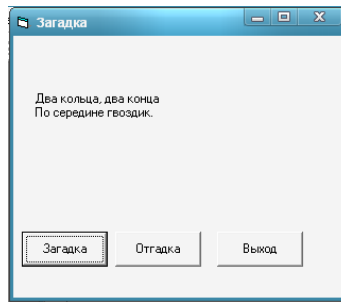 Загадка
Два кольца, два конца
По середине гвоздик.
Загадка
Отгадка
Выход